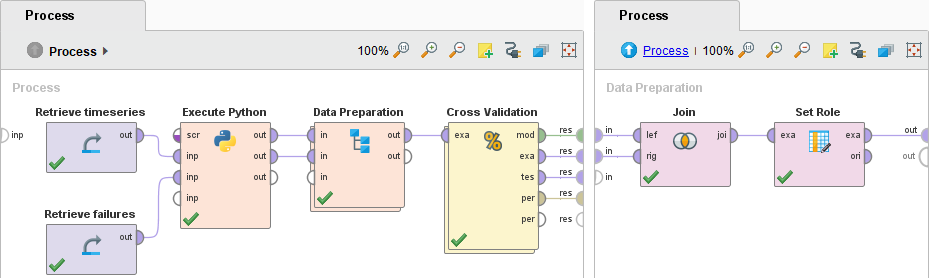 Process
Process
Process
100%
Process
100%
Process
Data Preparation
Retrieve timeseries
Execute Python
Data Preparation
Cross Validation
Join
Set Role
inp
out
scr
out
in
out
exa
mod
res
in
lef
joi
exa
exa
out
inp
out
in
out
exa
res
in
rig
ori
out
inp
in
tes
res
in
Retrieve failures
inp
per
res
out
per
res